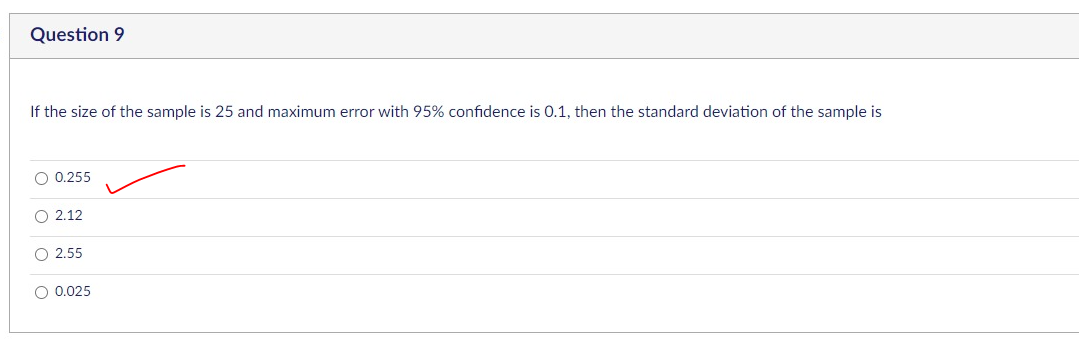 Question 9
If the size of the sample is 25 and maximum error with 95% confidence is 0.1, then the standard deviation of the sample is
0.255
2.12
2.55
0.025